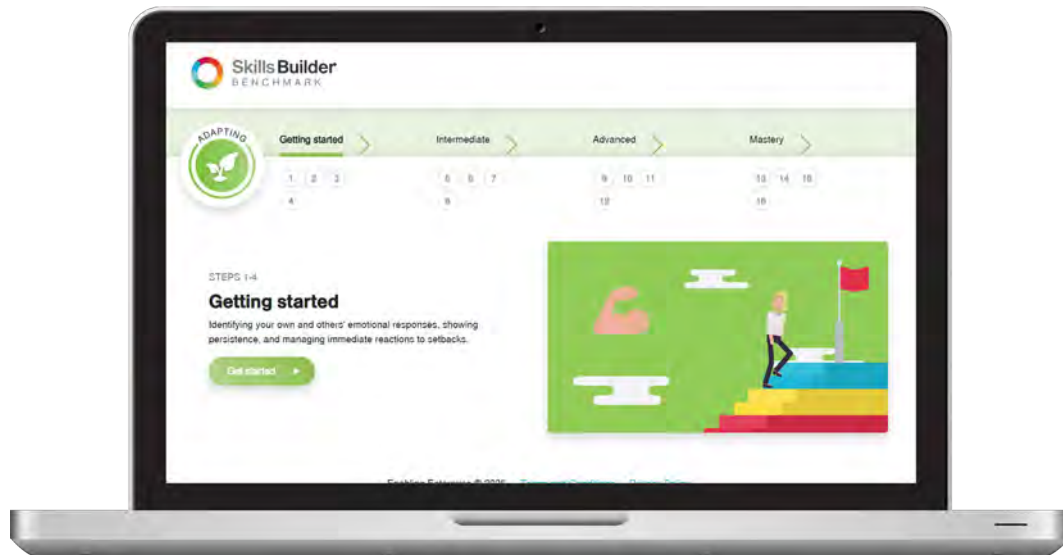 Skills Builder
BENCHMARK
ADAPTING
Getting started
Intermediate
Advanced
Mastery
1 2 3
5 6 7
9 10 11
13 14 15
4
8
12
16
STEPS 1-4
Getting started
Identifying your own and others' emotional responses, showing
persistence, and managing immediate reactions to setbacks.
Get started